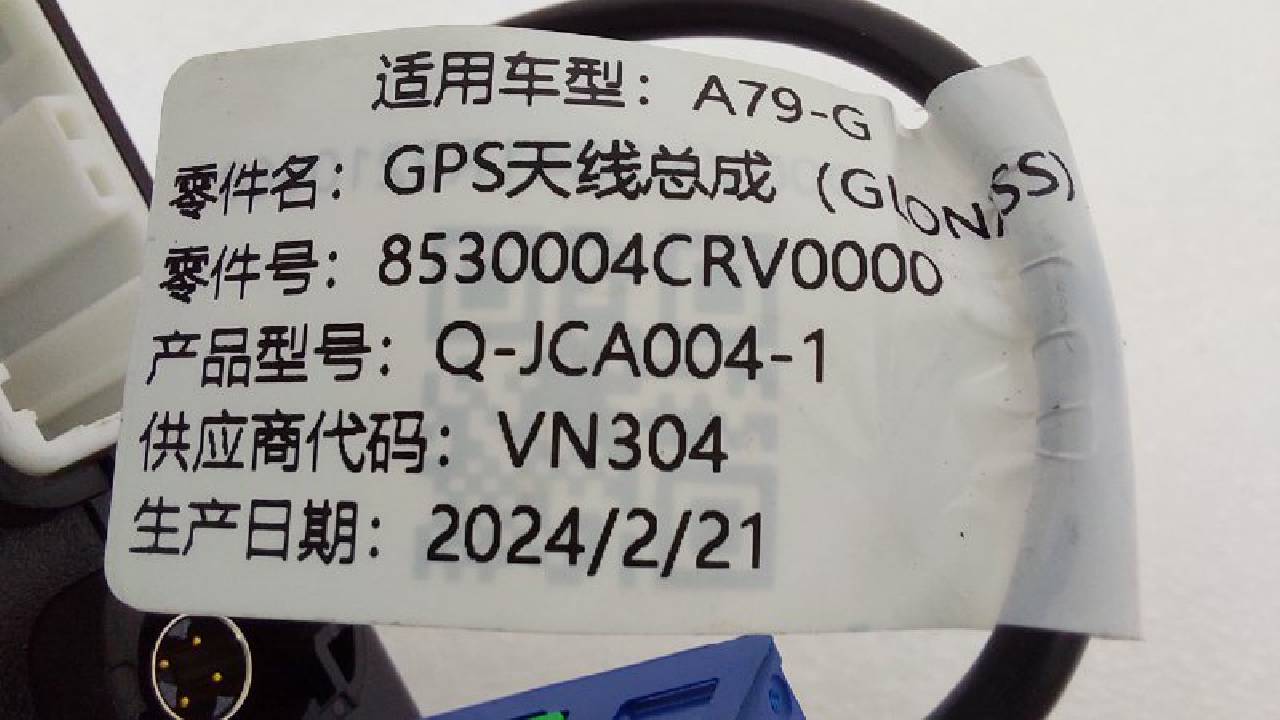 适用车型：A79-G
零件名：GPS天线总成（GlONASS）
零件号：8530004CRV0000
产品型号：Q-JCA004-1
供应商代码：VN304
生产日期：2024/2/21